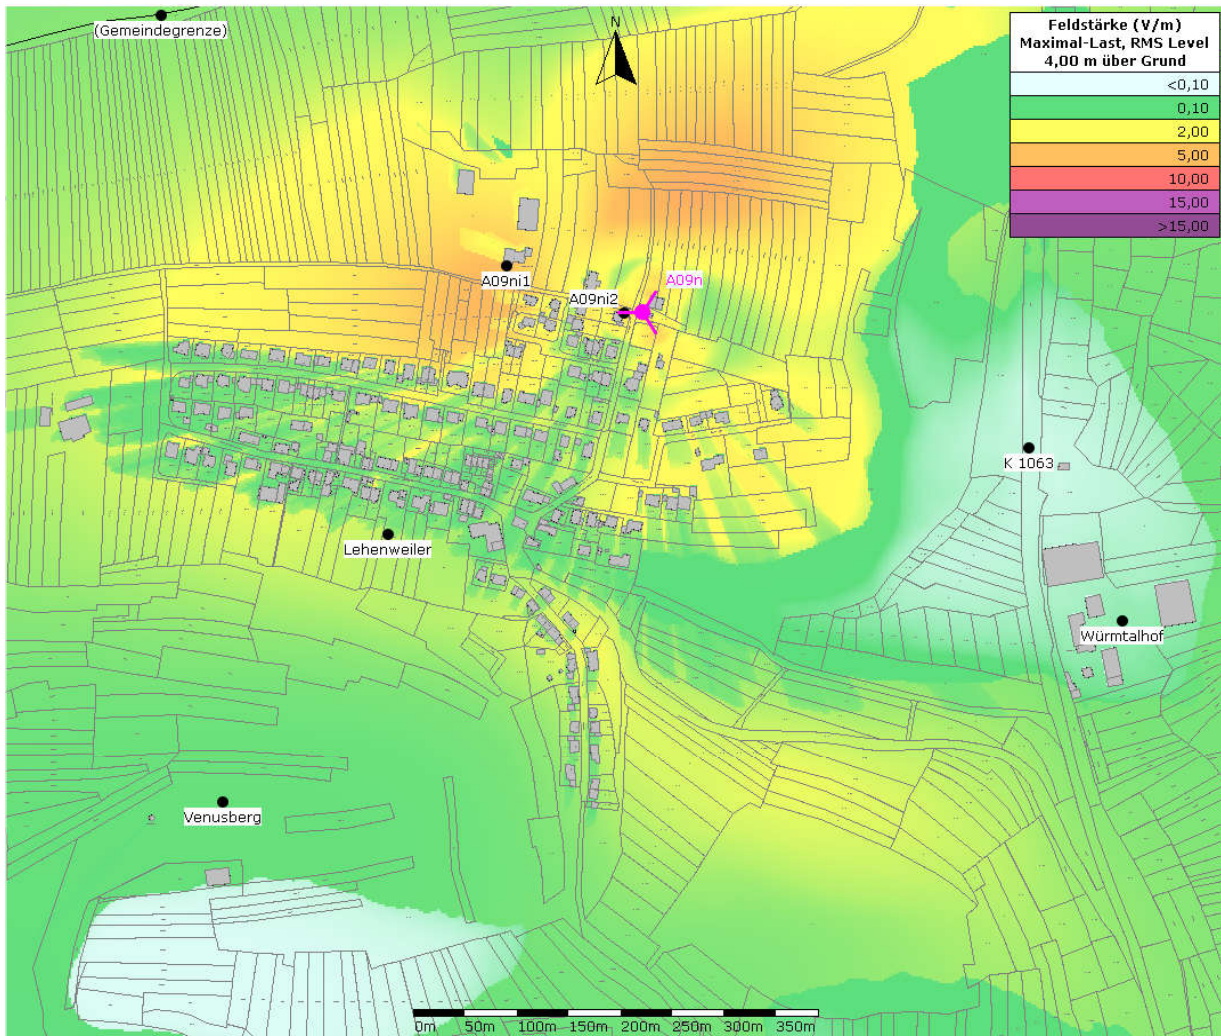 (Gemeindegrenze)
N
Feldstärke (V/m)
Maximal-Last, RMS Level
4,00 m über Grund
<0,10
0,10
2,00
5,00
10,00
15,00
>15,00
A09ni1
A09ni2
A09n
K 1063
Lehenweiler
Würmtalhof
Venusberg
0m 50m 100m 150m 200m 250m 300m 350m